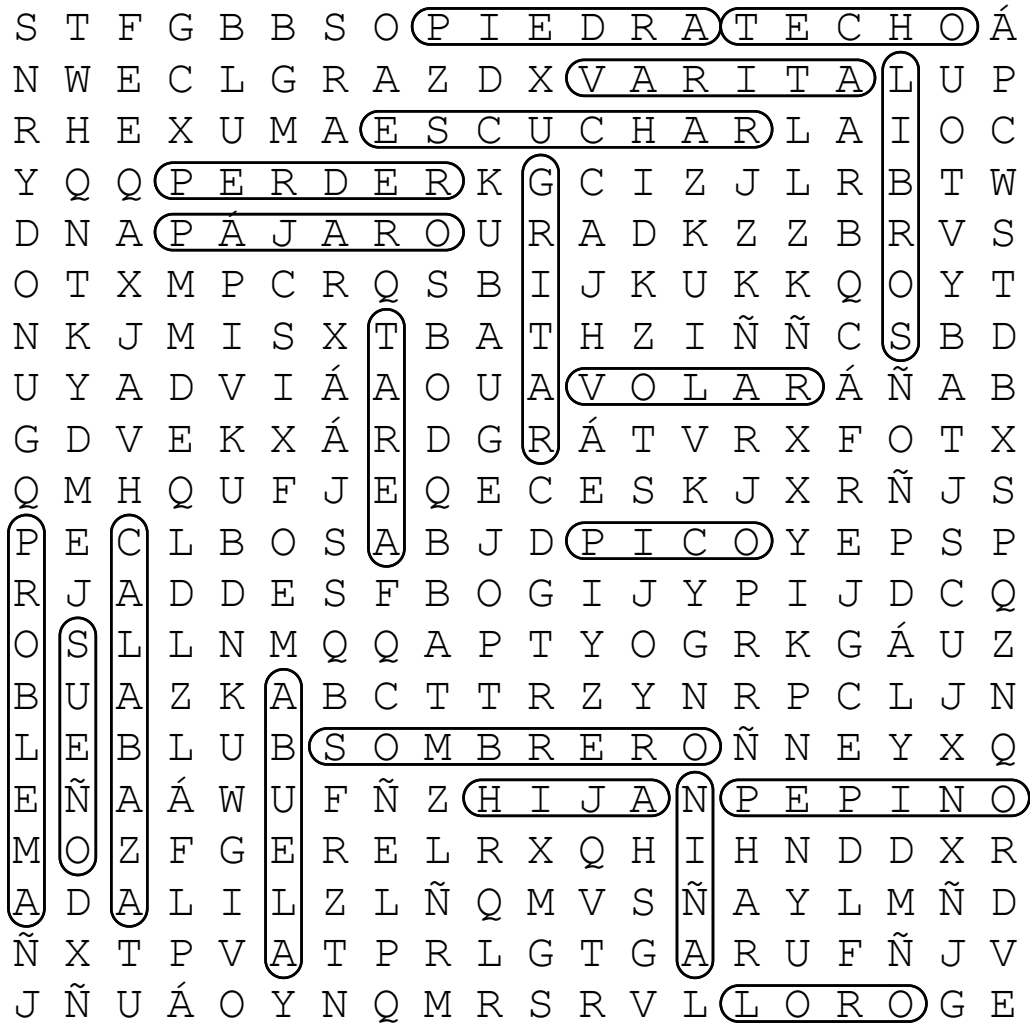 S T F G B B S O P I E D R A T E C H O Á
N W E C L G R A Z D X V A R I T A L U P
R H E X U M A E S C U C H A R L A I O C
Y Q Q P E R D E R K G C I Z J L R B T W
D N A P Á J A R O U R A D K Z Z B R V S
O T X M P C R Q S B I J K U K K Q O Y T
N K J M I S X T B A T H Z I Ñ Ñ C S B D
U Y A D V I Á A O U A V O L A R Á Ñ A B
G D V E K X Á R D G R Á T V R X F O T X
Q M H Q U F J E Q E C E S K J X R Ñ J S
P E C L B O S A B J D P I C O Y E P S P
R J A D D E S F B O G I J Y P I J D C Q
O S L L N M Q Q A P T Y O G R K G Á U Z
B U A Z K A B C T T R Z Y N R P C L J N
L E B L U B S O M B R E R O Ñ N E Y X Q
E Ñ A Á W U F Ñ Z H I J A N P E P I N O
M O Z F G E R E L R X Q H I H N D D X R
A D A L I L Z L Ñ Q M V S Ñ A Y L M Ñ D
Ñ X T P V A T P R L G T G A R U F Ñ J V
J Ñ U Á O Y N Q M R S R V L L O R O G E